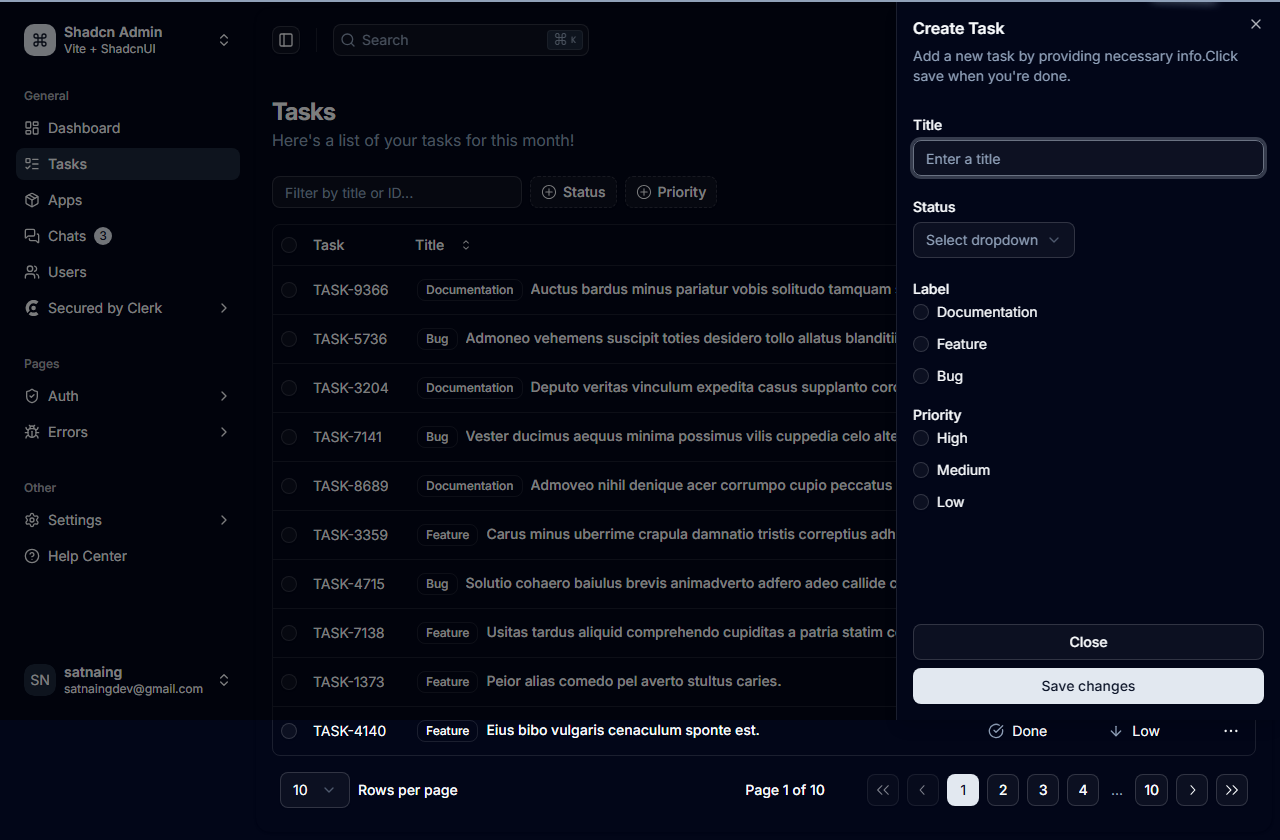 Shadcn Admin
Vite + ShadcnUI
General
Dashboard
Tasks
Apps
Chats 3
Users
Secured by Clerk
Pages
Auth
Errors
Other
Settings
Help Center
SN
satnaing
satnaingdev@gmail.com
Search ⌘ K
Tasks
Here's a list of your tasks for this month!
Filter by title or ID...
Status
Priority
Task Title
TASK-9366 Documentation Auctus bardus minus pariatur vobis solitudo tamquam
TASK-5736 Bug Admoneo vehemens suscipit toties desidero tollo allatus
TASK-3204 Documentation Deputo veritas vinculum expedita casus supplanto
TASK-7141 Bug Vester ducimus aequus minima possimus vilis cuppedia celo
TASK-8689 Documentation Admoveo nihil denique acer corrumpo cupio peccatus
TASK-3359 Feature Carus minus uberrime crapula damnatio tristis correptius
TASK-4715 Bug Solutio cohaero baiulus brevis animadverto adfero adeo callide
TASK-7138 Feature Usitas tardus aliquid comprehendo cupiditas a patria statim
TASK-1373 Feature Peior alias comedo pel averto stultus caries.
TASK-4140 Feature Eius bibo vulgaris cenaculum sponte est. Done Low
10 Rows per page
Page 1 of 10
1 2 3 4 ... 10
Create Task
Add a new task by providing necessary info.Click
save when you're done.
Title
Enter a title
Status
Select dropdown
Label
Documentation
Feature
Bug
Priority
High
Medium
Low
Close
Save changes